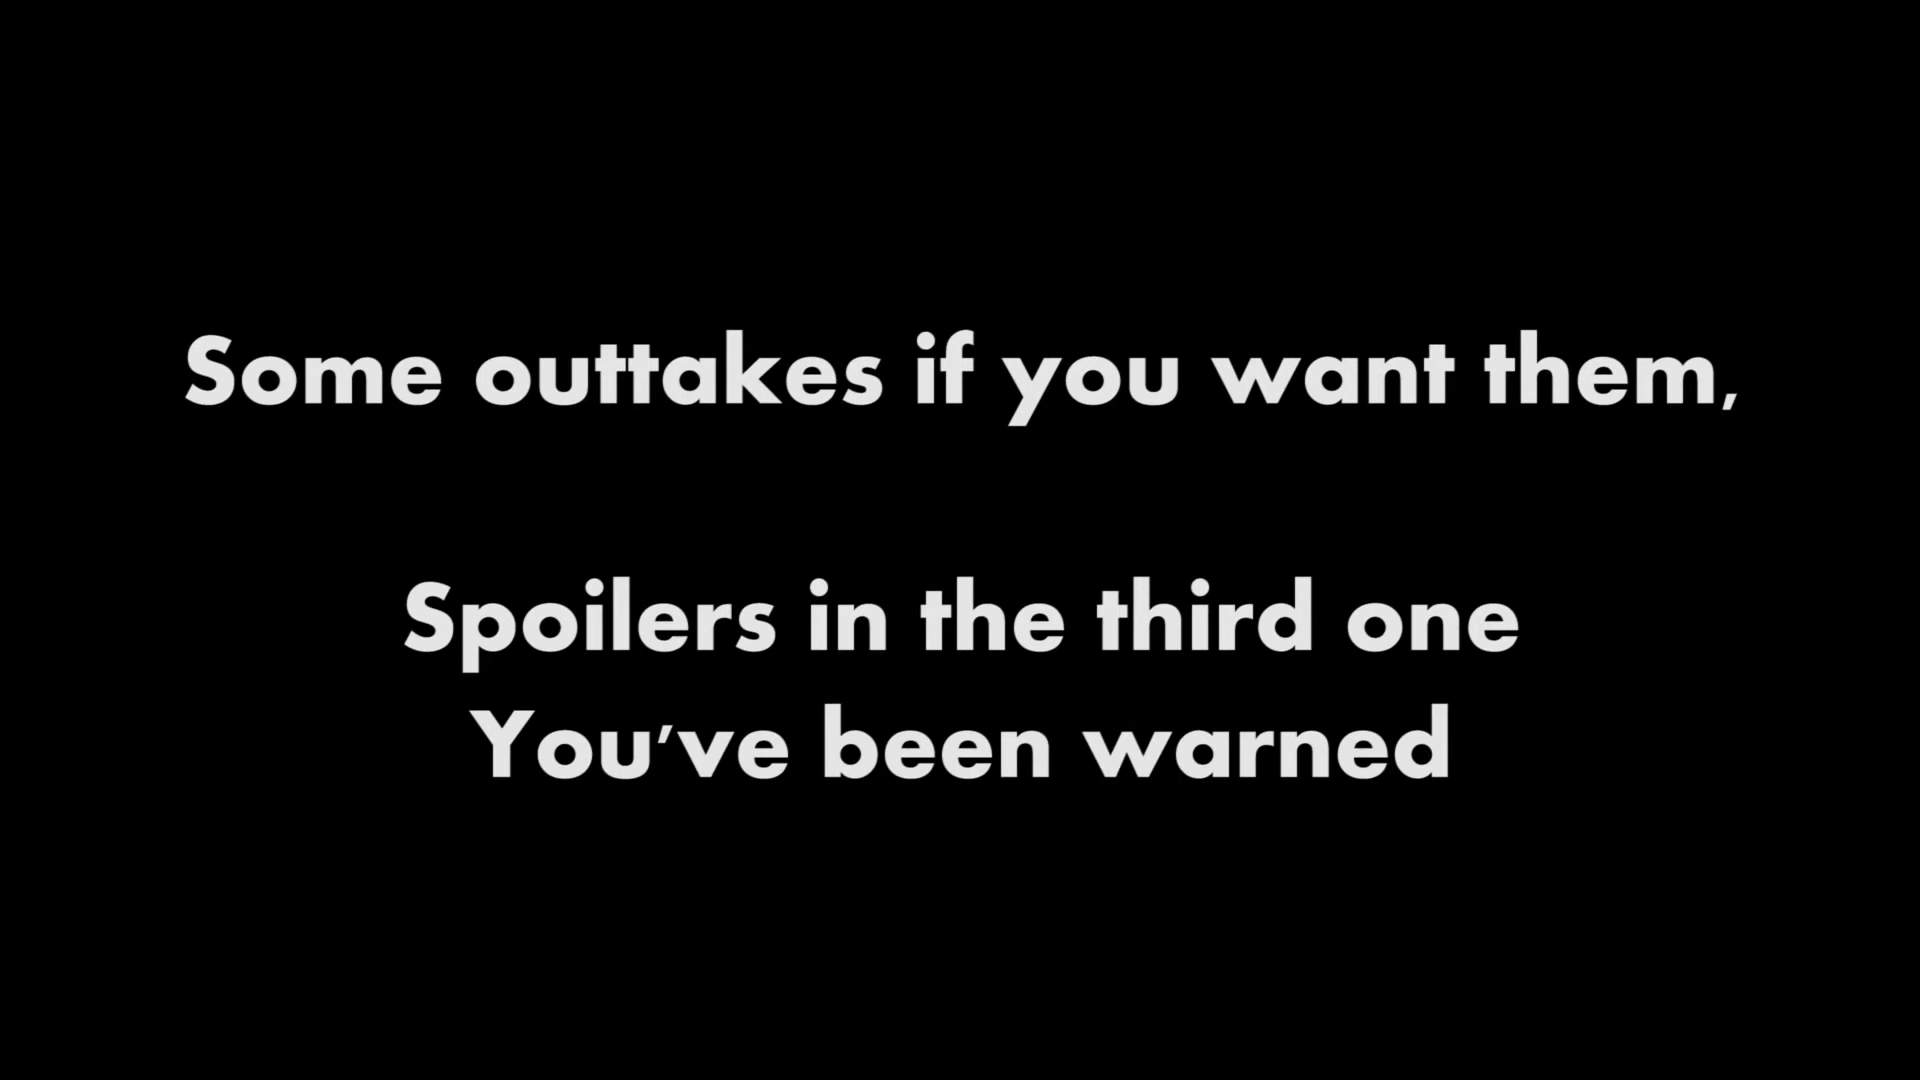 Some outtakes if you want them,
Spoilers in the third one
You've been warned